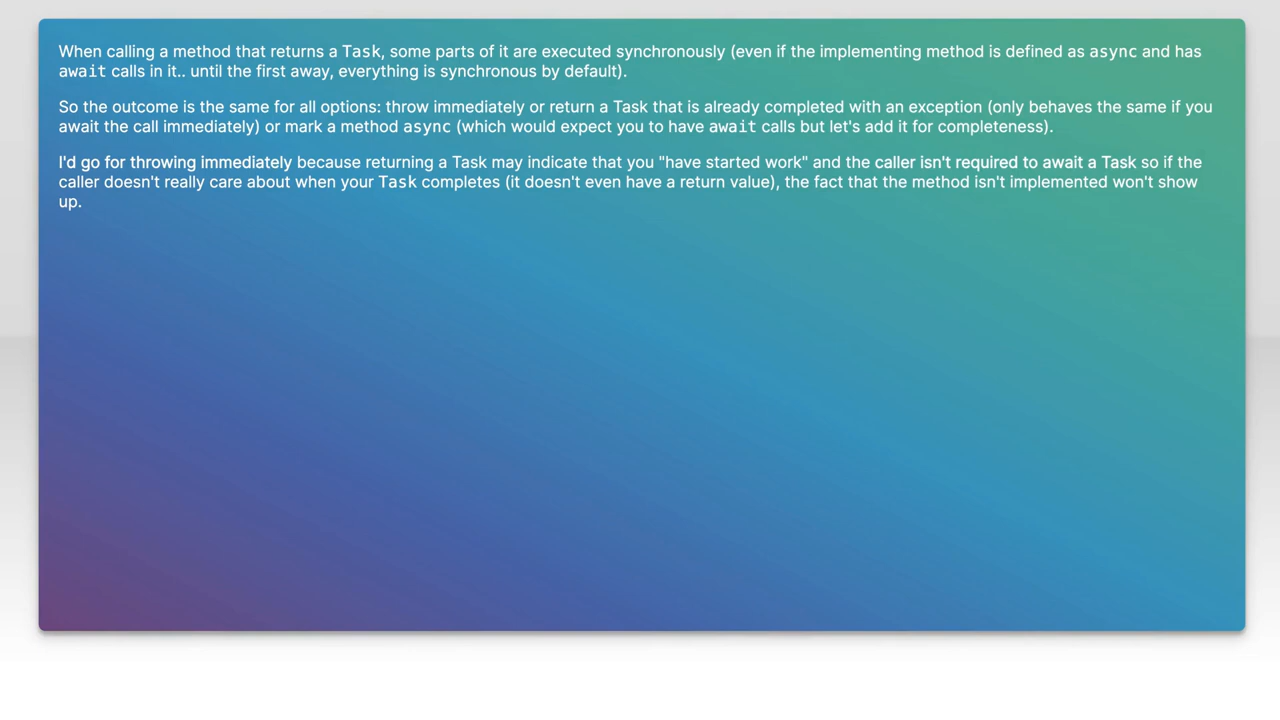 When calling a method that returns a Task, some parts of it are executed synchronously (even if the implementing method is defined as async and has
await calls in it.. until the first away, everything is synchronous by default).
So the outcome is the same for all options: throw immediately or return a Task that is already completed with an exception (only behaves the same if you
await the call immediately) or mark a method async (which would expect you to have await calls but let's add it for completeness).
I'd go for throwing immediately because returning a Task may indicate that you "have started work" and the caller isn't required to await a Task so if the
caller doesn't really care about when your Task completes (it doesn't even have a return value), the fact that the method isn't implemented won't show
up.